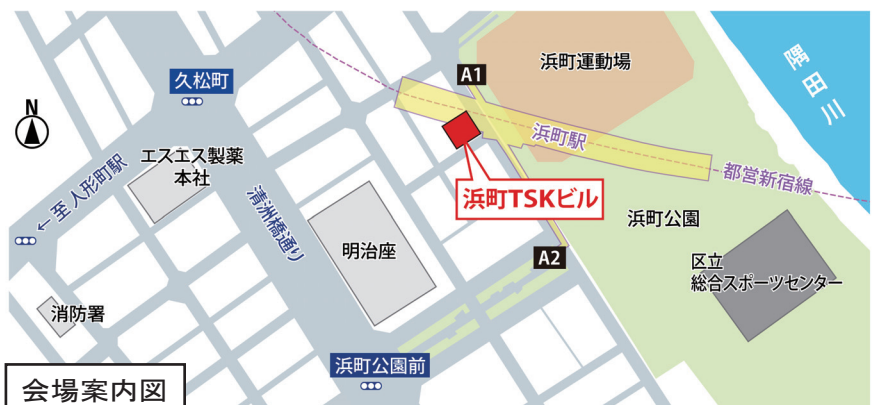 久松町
A1
浜町運動場
隅田川
N
エスエス製薬
本社
浜町駅
都営新宿線
← 至 人形町駅
清洲橋通り
浜町TSKビル
浜町公園
明治座
A2
区立
総合スポーツセンター
消防署
浜町公園前
会場案内図